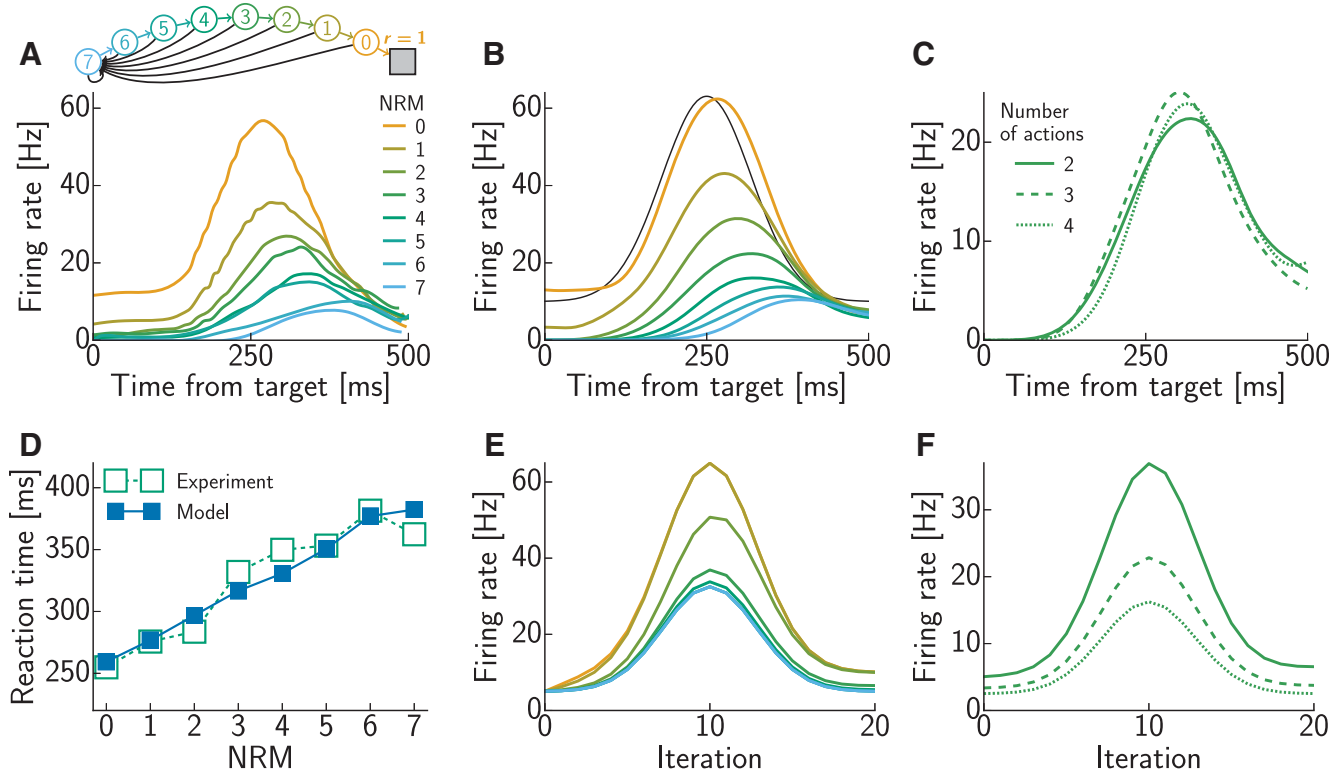 A
7
6
5
4
3
2
1
0
r = 1
Firing rate [Hz]
60
40
20
0
0
250
500
Time from target [ms]
NRM
0
1
2
3
4
5
6
7
B
Firing rate [Hz]
60
40
20
0
0
250
500
Time from target [ms]
C
Firing rate [Hz]
20
10
0
0
250
500
Time from target [ms]
Number
of actions
2
3
4
D
Reaction time [ms]
400
350
300
250
0
1
2
3
4
5
6
7
NRM
Experiment
Model
E
Firing rate [Hz]
60
40
20
0
0
10
20
Iteration
F
Firing rate [Hz]
30
20
10
0
0
10
20
Iteration